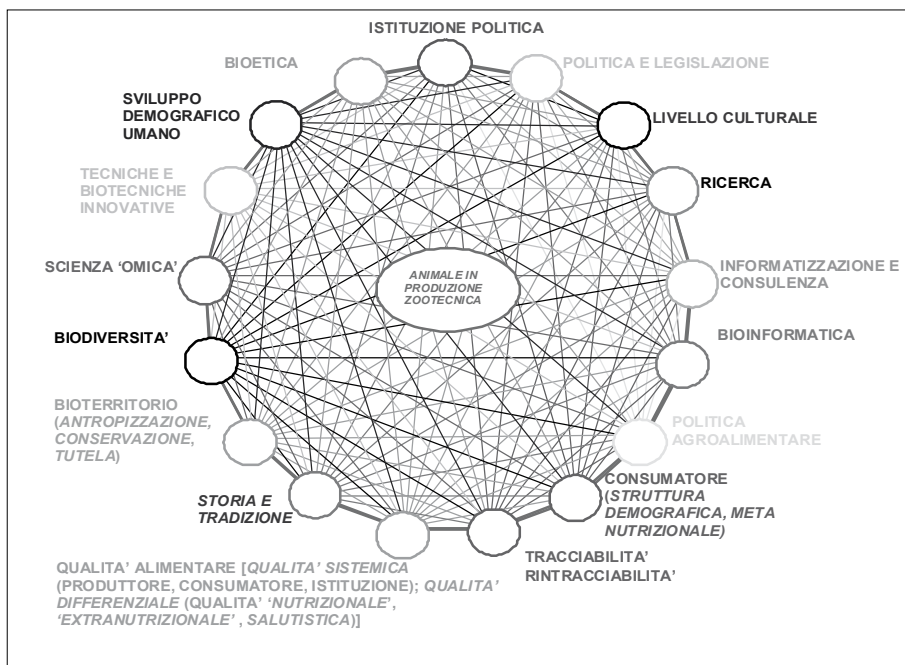 ISTITUZIONE POLITICA
BIOETICA
POLITICA E LEGISLAZIONE
SVILUPPO
DEMOGRAFICO
UMANO
LIVELLO CULTURALE
TECNICHE E
BIOTECNICHE
INNOVATIVE
RICERCA
SCIENZA ‘OMICA’
ANIMALE IN
PRODUZIONE
ZOOTECNICA
INFORMATIZZAZIONE E
CONSULENZA
BIODIVERSITA’
BIOINFORMATICA
BIOTERRITORIO
(ANTROPIZZAZIONE,
CONSERVAZIONE,
TUTELA)
POLITICA
AGROALIMENTARE
STORIA E
TRADIZIONE
CONSUMATORE
(STRUTTURA
DEMOGRAFICA, META
NUTRIZIONALE)
TRACCIABILITA’
RINTRACCIABILITA’
QUALITA’ ALIMENTARE [QUALITA’ SISTEMICA
(PRODUTTORE, CONSUMATORE, ISTITUZIONE); QUALITA’
DIFFERENZIALE (QUALITA’ ‘NUTRIZIONALE’,
‘EXTRANUTRIZIONALE’ , SALUTISTICA)]